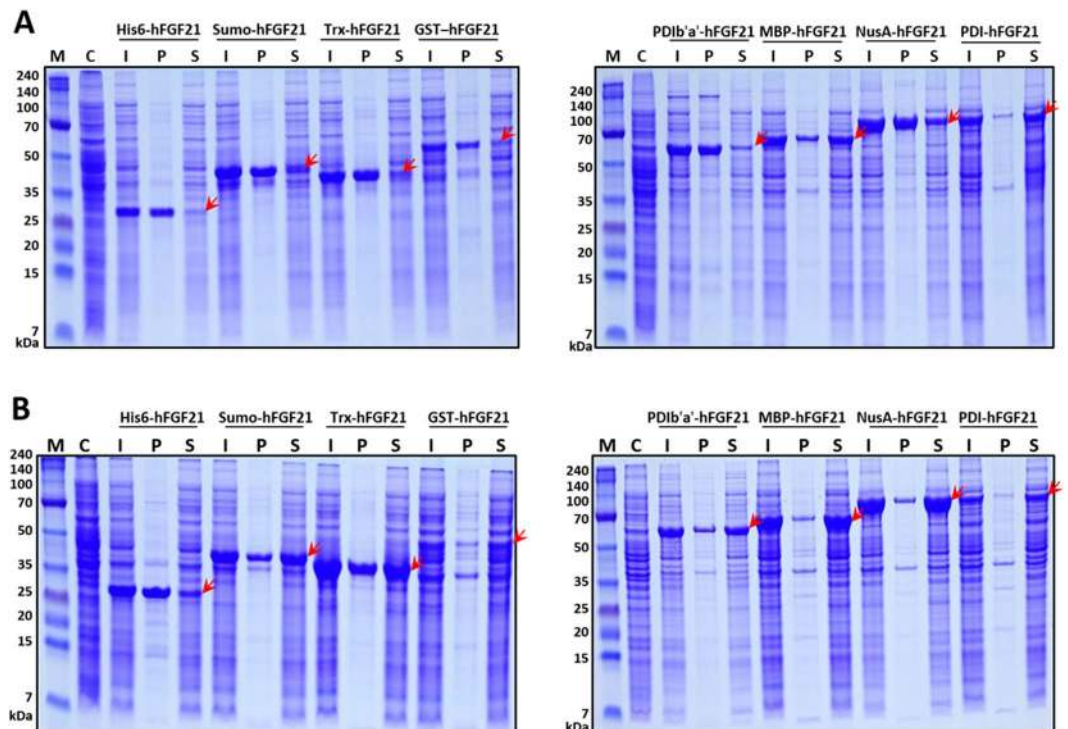 A
His6-hFGF21 Sumo-hFGF21 Trx-hFGF21 GST–hFGF21
M C I P S I P S I P S I P S
240
140
100
70
50
35
25
20
15
7
kDa
PDIb'a'-hFGF21 MBP-hFGF21 NusA-hFGF21 PDI-hFGF21
M C I P S I P S I P S I P S
240
140
100
70
50
35
25
20
15
7
kDa
B
His6-hFGF21 Sumo-hFGF21 Trx-hFGF21 GST-hFGF21
M C I P S I P S I P S I P S
240
140
100
70
50
35
25
20
15
7
kDa
PDIb'a'-hFGF21 MBP-hFGF21 NusA-hFGF21 PDI-hFGF21
M C I P S I P S I P S I P S
240
140
100
70
50
35
25
20
15
7
kDa